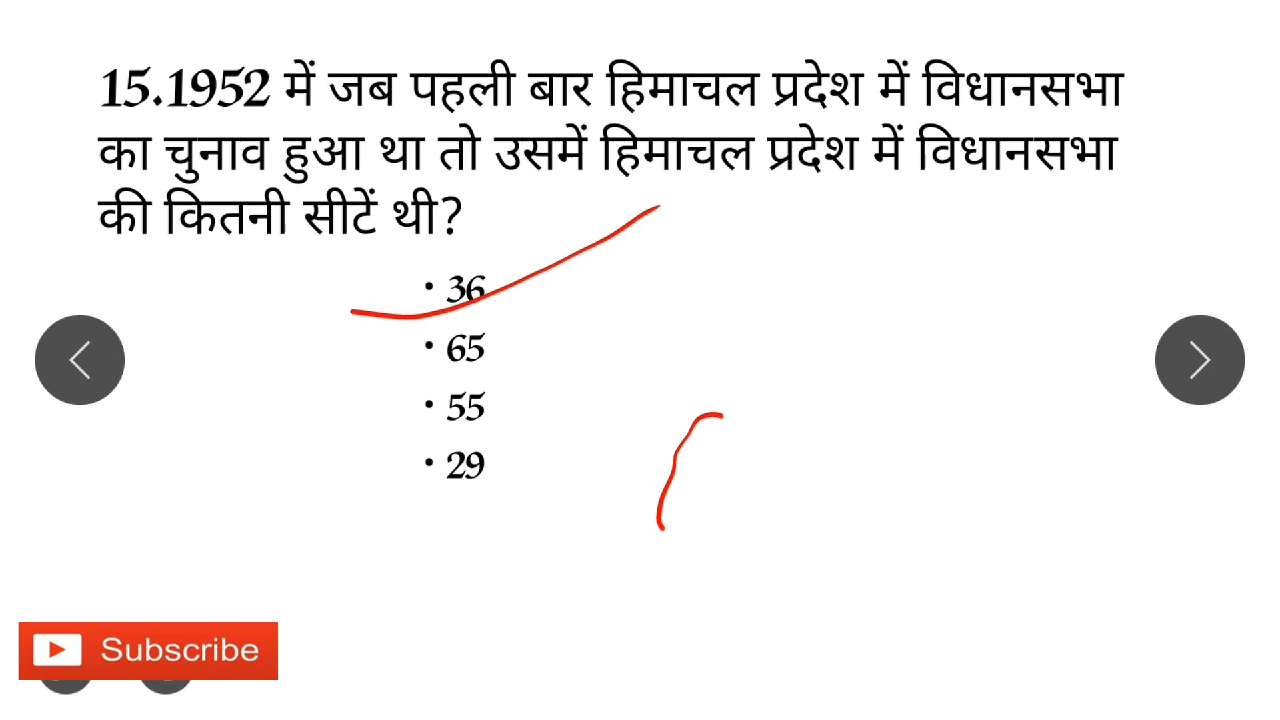 15.1952 में जब पहली बार हिमाचल प्रदेश में विधानसभा
का चुनाव हुआ था तो उसमें हिमाचल प्रदेश में विधानसभा
की कितनी सीटें थी?
• 36
• 65
• 55
• 29
Subscribe